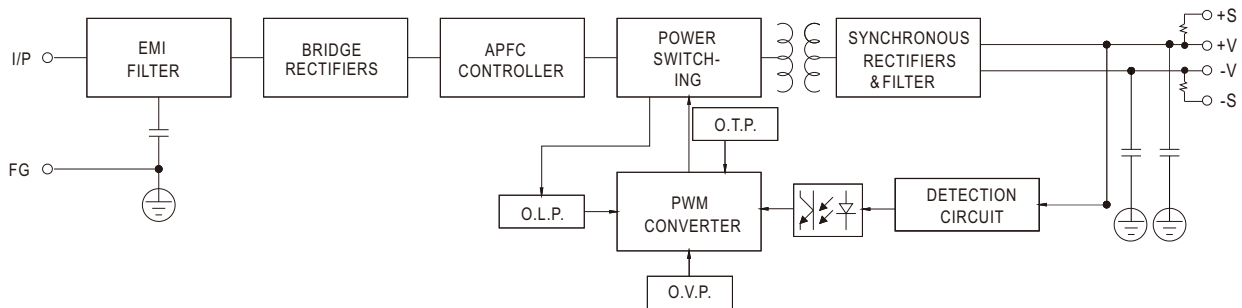 I/P
EMI
FILTER
BRIDGE
RECTIFIERS
APFC
CONTROLLER
POWER
SWITCH-
ING
SYNCHRONOUS
RECTIFIERS
&FILTER
+S
+V
-V
-S
FG
O.T.P.
O.L.P.
PWM
CONVERTER
DETECTION
CIRCUIT
O.V.P.